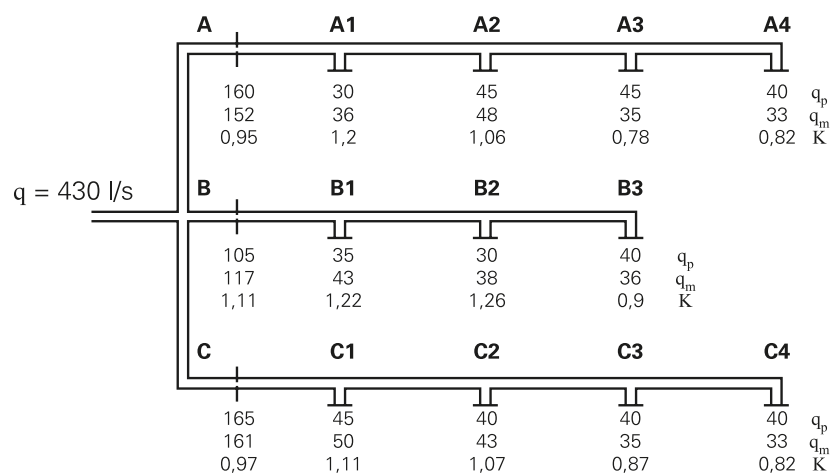 A A1 A2 A3 A4
160 30 45 45 40 qp
152 36 48 35 33 qm
0,95 1,2 1,06 0,78 0,82 K
q = 430 l/s
B B1 B2 B3
105 35 30 40 qp
117 43 38 36 qm
1,11 1,22 1,26 0,9 K
C C1 C2 C3 C4
165 45 40 40 40 qp
161 50 43 35 33 qm
0,97 1,11 1,07 0,87 0,82 K